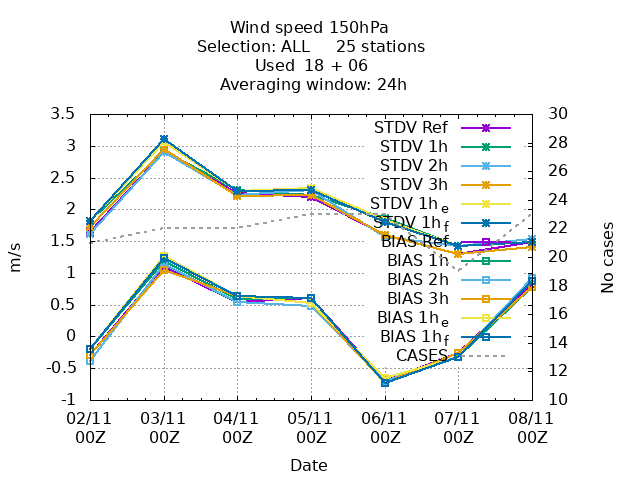 Wind speed 150hPa
Selection: ALL 25 stations
Used 18 + 06
Averaging window: 24h
3.5
3
2.5
2
1.5
1
0.5
0
-0.5
-1
m/s
30
28
26
24
22
20
18
16
14
12
10
No cases
STDV Ref
STDV 1h
STDV 2h
STDV 3h
STDV 1h_e
STDV 1h_f
BIAS Ref
BIAS 1h
BIAS 2h
BIAS 3h
BIAS 1h_e
BIAS 1h_f
CASES
02/11 03/11 04/11 05/11 06/11 07/11 08/11
00Z 00Z 00Z 00Z 00Z 00Z 00Z
Date